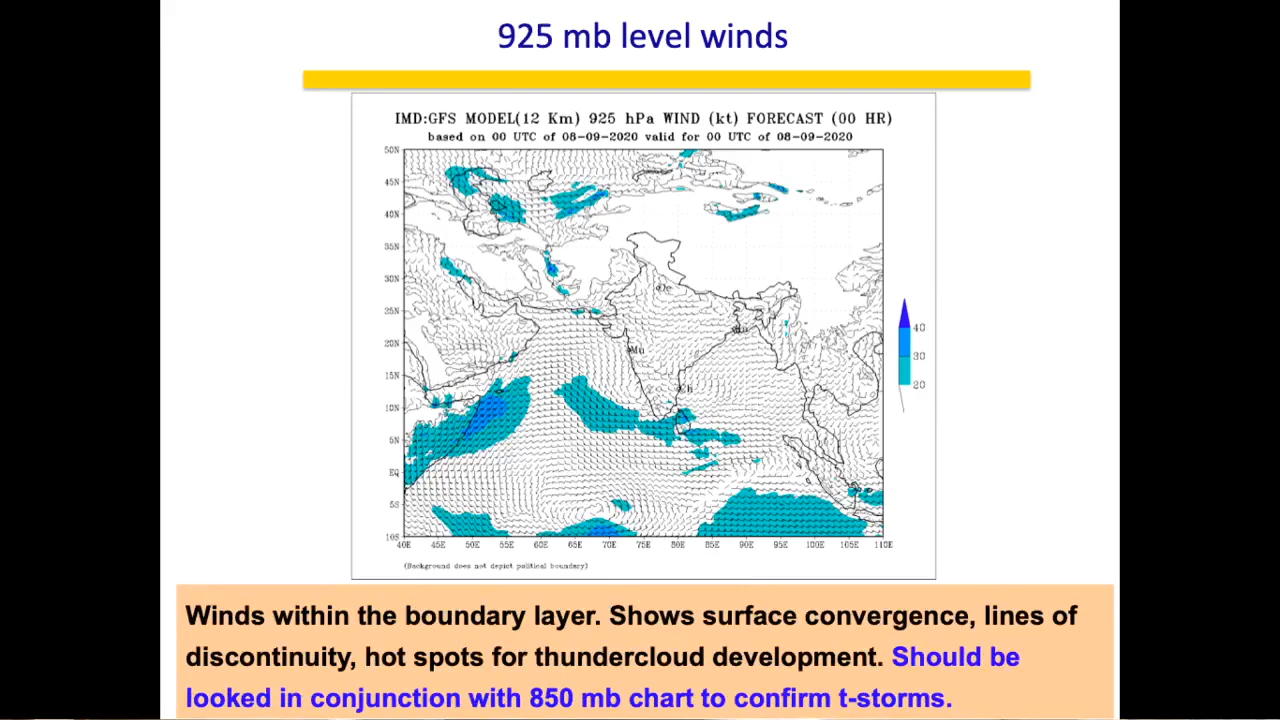 925 mb level winds
IMD:GFS MODEL(12 Km) 925 hPa WIND (kt) FORECAST (00 HR)
based on 00 UTC of 08-09-2020 valid for 00 UTC of 08-09-2020
50N
45N
40N
35N
30N
25N
20N
15N
10N
5N
EQ
5S
10S
Mu
Ch
40
30
20
40E 45E 50E 55E 60E 65E 70E 75E 80E 85E 90E 95E 100E 105E 110E
(Background does not depict political boundary)
Winds within the boundary layer. Shows surface convergence, lines of
discontinuity, hot spots for thundercloud development. Should be
looked in conjunction with 850 mb chart to confirm t-storms.